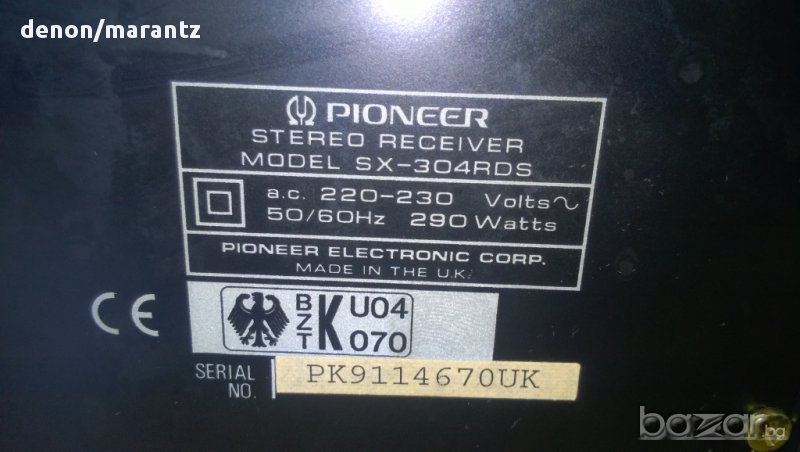 denon/marantz
PIONEER
STEREO RECEIVER
MODEL SX-304RDS
a.c. 220-230 Volts~
50/60Hz 290 Watts
PIONEER ELECTRONIC CORP.
MADE IN THE U.K.
CE
BZT K U04
070
SERIAL NO. PK9114670UK
bazar.bg